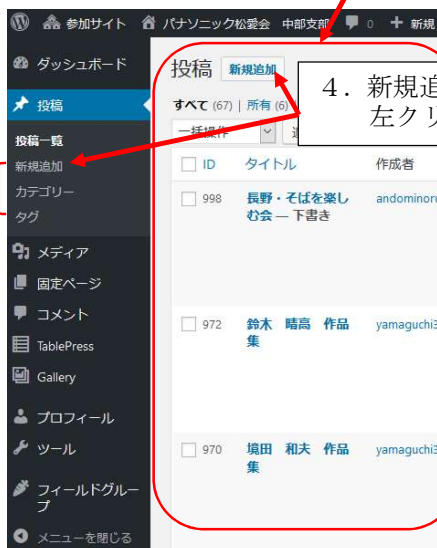 参加サイト パナソニック松愛会 中部支部 0 + 新規
ダッシュボード
投稿
投稿一覧
新規追加
カテゴリー
タグ
メディア
固定ページ
コメント
TablePress
Gallery
プロフィール
ツール
フィールドグルー
プ
メニューを閉じる
投稿 新規追加
すべて (67) | 所有 (6)
4．新規追
左クリ
一括操作
ID タイトル 作成者
998 長野・そばを楽し
む会 — 下書き
andominor
972 鈴木 晴高 作品
集
yamaguchi3
970 境田 和夫 作品
集
yamaguchi3